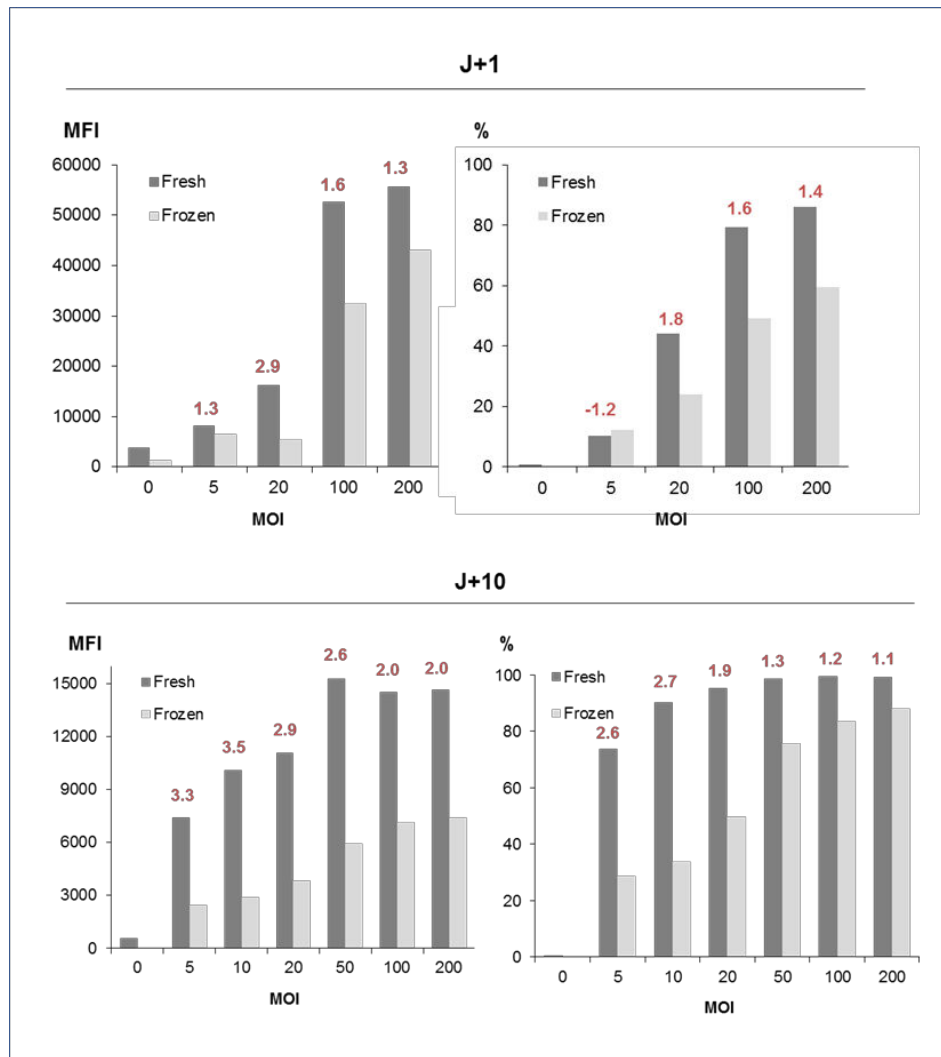 J+1
MFI
60000
50000
40000
30000
20000
10000
0
Fresh
Frozen
1.3
2.9
1.6
1.3
0 5 20 100 200
MOI
%
100
80
60
40
20
0
Fresh
Frozen
-1.2
1.8
1.6
1.4
0 5 20 100 200
MOI
J+10
MFI
15000
12000
9000
6000
3000
0
Fresh
Frozen
3.3
3.5
2.9
2.6
2.0
2.0
0 5 10 20 50 100 200
MOI
%
100
80
60
40
20
0
Fresh
Frozen
2.6
2.7
1.9
1.3
1.2
1.1
0 5 10 20 50 100 200
MOI